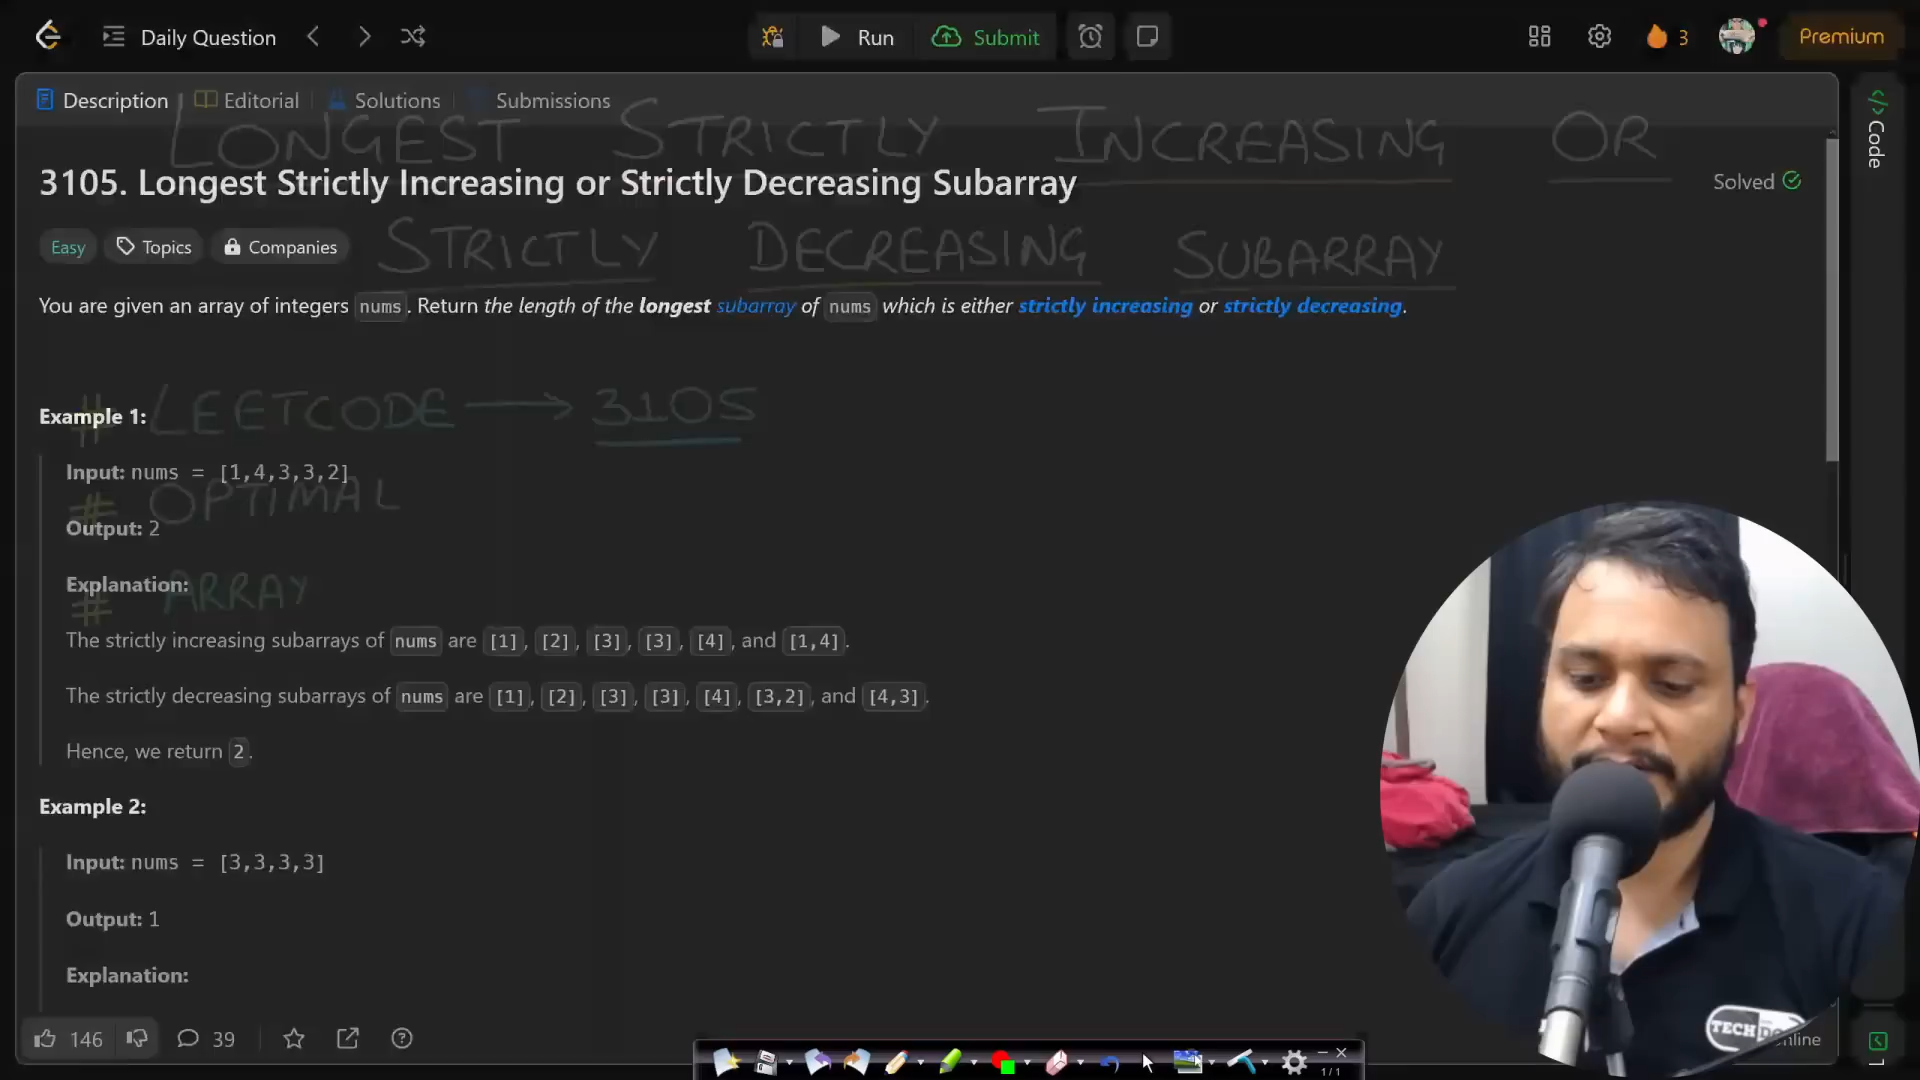 Daily Question Run Submit 3 Premium
Description Editorial Solutions Submissions
LONGEST STRICTLY INCREASING OR
3105. Longest Strictly Increasing or Strictly Decreasing Subarray Solved
STRICTLY DECREASING SUBARRAY
Easy Topics Companies
You are given an array of integers nums. Return the length of the longest subarray of nums which is either strictly increasing or strictly decreasing.
# LEETCODE → 3105
Example 1:
Input: nums = [1,4,3,3,2]
# OPTIMAL
Output: 2
Explanation:
# ARRAY
The strictly increasing subarrays of nums are [1], [2], [3], [3], [4], and [1,4].
The strictly decreasing subarrays of nums are [1], [2], [3], [3], [4], [3,2], and [4,3].
Hence, we return 2.
Example 2:
Input: nums = [3,3,3,3]
Output: 1
Explanation:
146 39
Code
TECH
nline
1/1